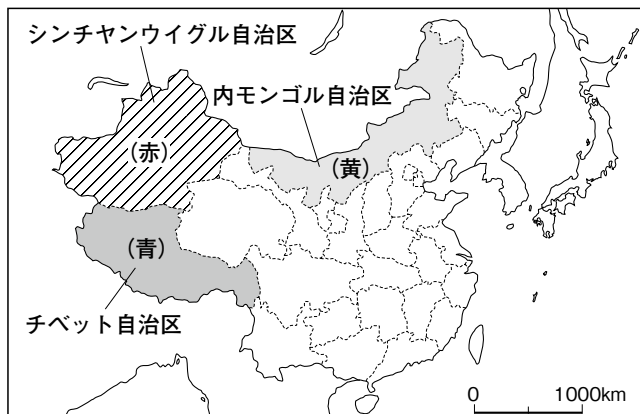 シンチヤンウイグル自治区
内モンゴル自治区
(赤)
(黄)
(青)
チベット自治区
0 1000km